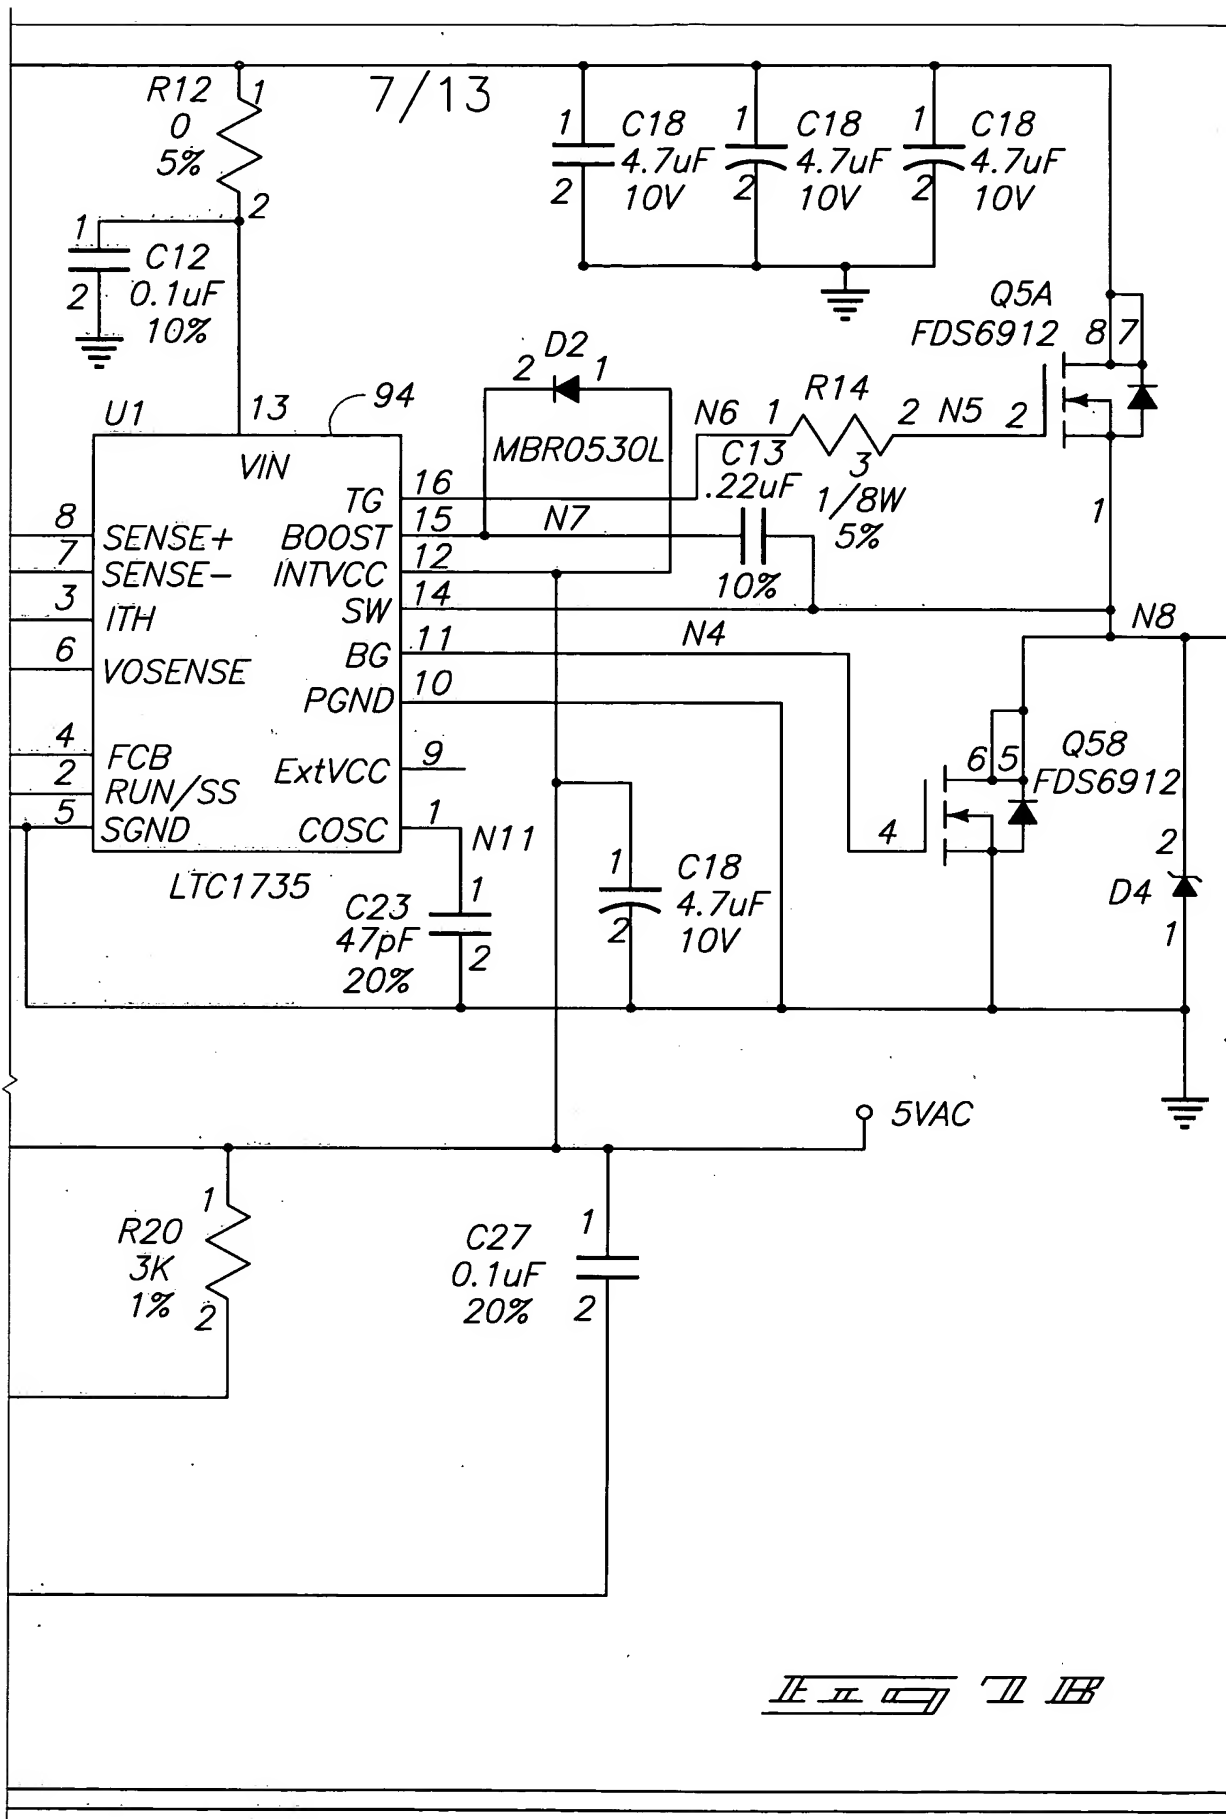 7/13
R12
0
5%
1
2
1
C12
2
0.1uF
10%
1
C18
4.7uF
2
10V
1
C18
4.7uF
2
10V
1
C18
4.7uF
2
10V
Q5A
FDS6912
8
7
2
1
D2
2
1
MBR0530L
N6
1
R14
2
N5
3
1/8W
5%
C13
.22uF
10%
U1
13
94
VIN
TG
16
8
SENSE+
BOOST
15
N7
7
SENSE-
INTVCC
12
3
ITH
SW
14
6
VOSENSE
BG
11
N4
PGND
10
4
FCB
ExtVCC
9
2
RUN/SS
5
SGND
COSC
1
N11
LTC1735
N8
6
5
Q58
FDS6912
4
2
D4
1
C23
47pF
20%
1
2
1
C18
4.7uF
2
10V
5VAC
1
R20
3K
1%
2
1
C27
0.1uF
20%
2
Fig 7B